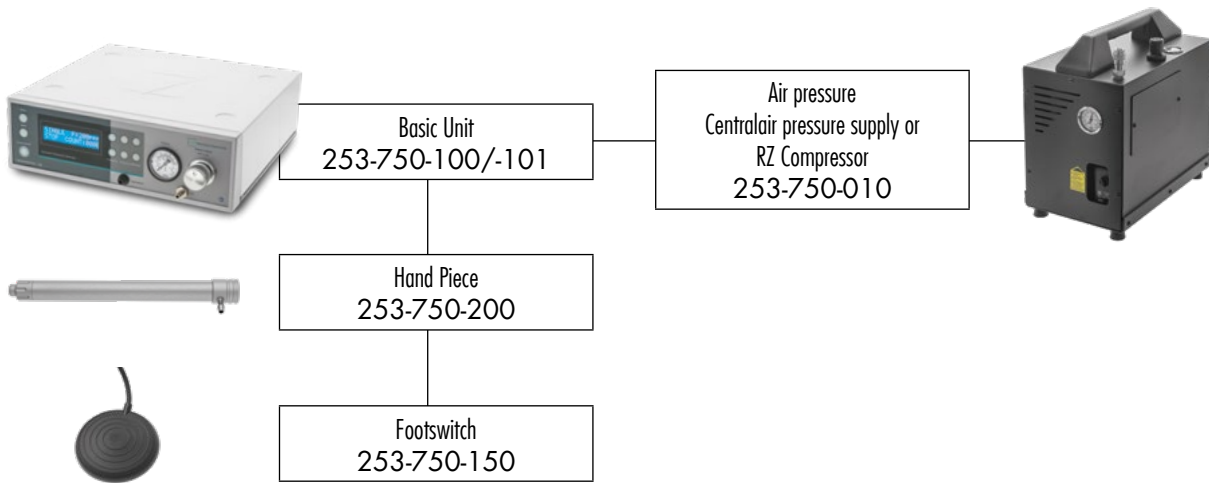 Basic Unit
253-750-100/-101
Air pressure
Centralair pressure supply or
RZ Compressor
253-750-010
Hand Piece
253-750-200
Footswitch
253-750-150